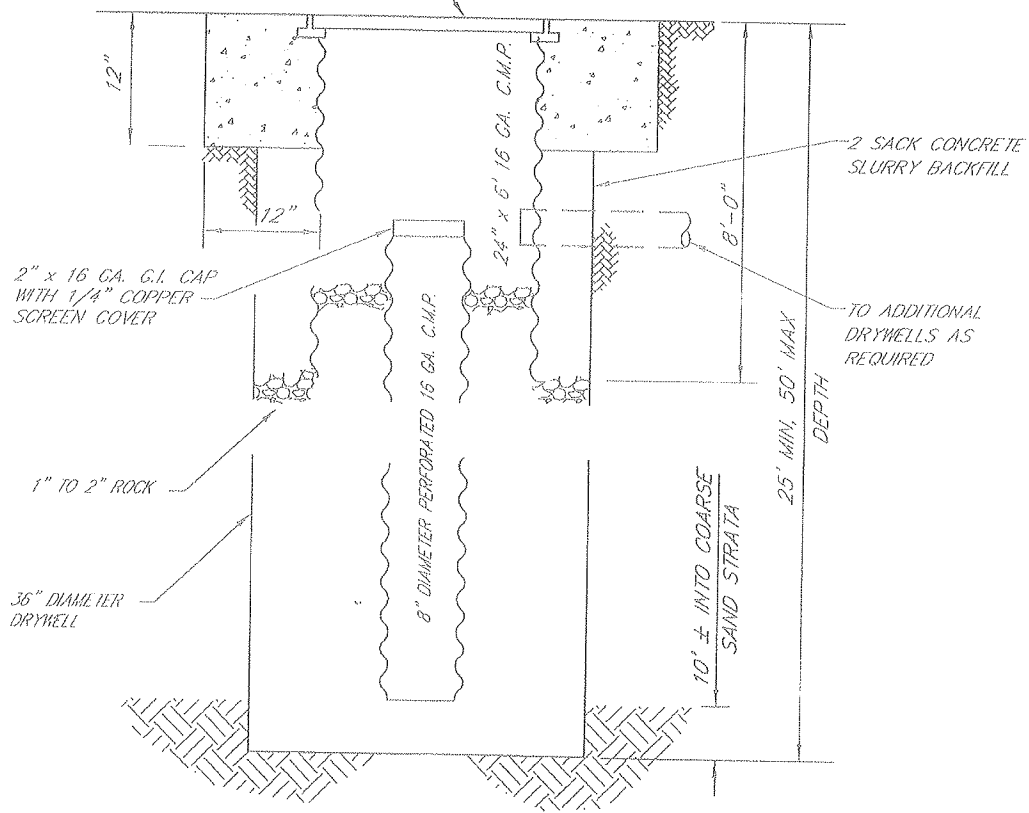 12"
24" x 6' 16 GA. C.M.P.
2 SACK CONCRETE
SLURRY BACKFILL
8'-0"
12"
2" x 16 GA. G.I. CAP
WITH 1/4" COPPER
SCREEN COVER
TO ADDITIONAL
DRYWELLS AS
REQUIRED
8" DIAMETER PERFORATED 16 GA. C.M.P.
25' MIN, 50' MAX
DEPTH
1" TO 2" ROCK
10' ± INTO COARSE
SAND STRATA
36" DIAMETER
DRYWELL